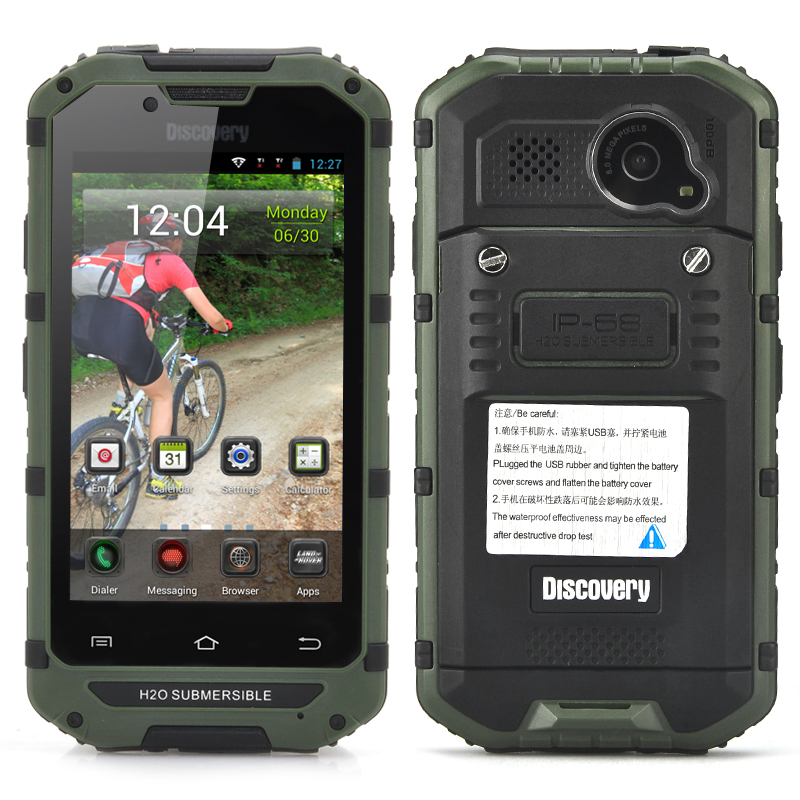 Discovery
12:27
12:04
Monday
06/30
31
Email
Calendar
Settings
Calculator
LAND ROVER
Dialer
Messaging
Browser
Apps
H2O SUBMERSIBLE
8.0 MEGA PIXELS
IP-68
H2O SUBMERSIBLE
注意/Be careful:
1.确保手机防水，请塞紧USB塞，并拧紧电池
盖螺丝压平电池盖周边。
PLugged the USB rubber and tighten the battery
cover screws and flatten the battery cover
2.手机在破坏性跌落后可能会影响防水效果。
The waterproof effectiveness may be effected
after destructive drop test
Discovery